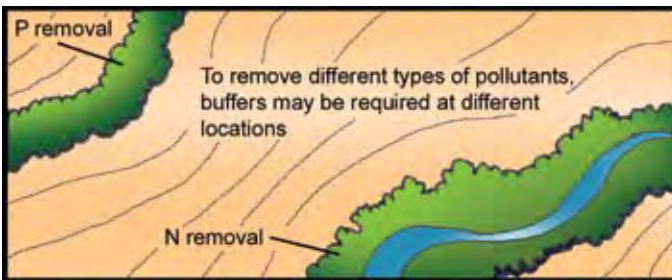 P removal
To remove different types of pollutants,
buffers may be required at different
locations
N removal